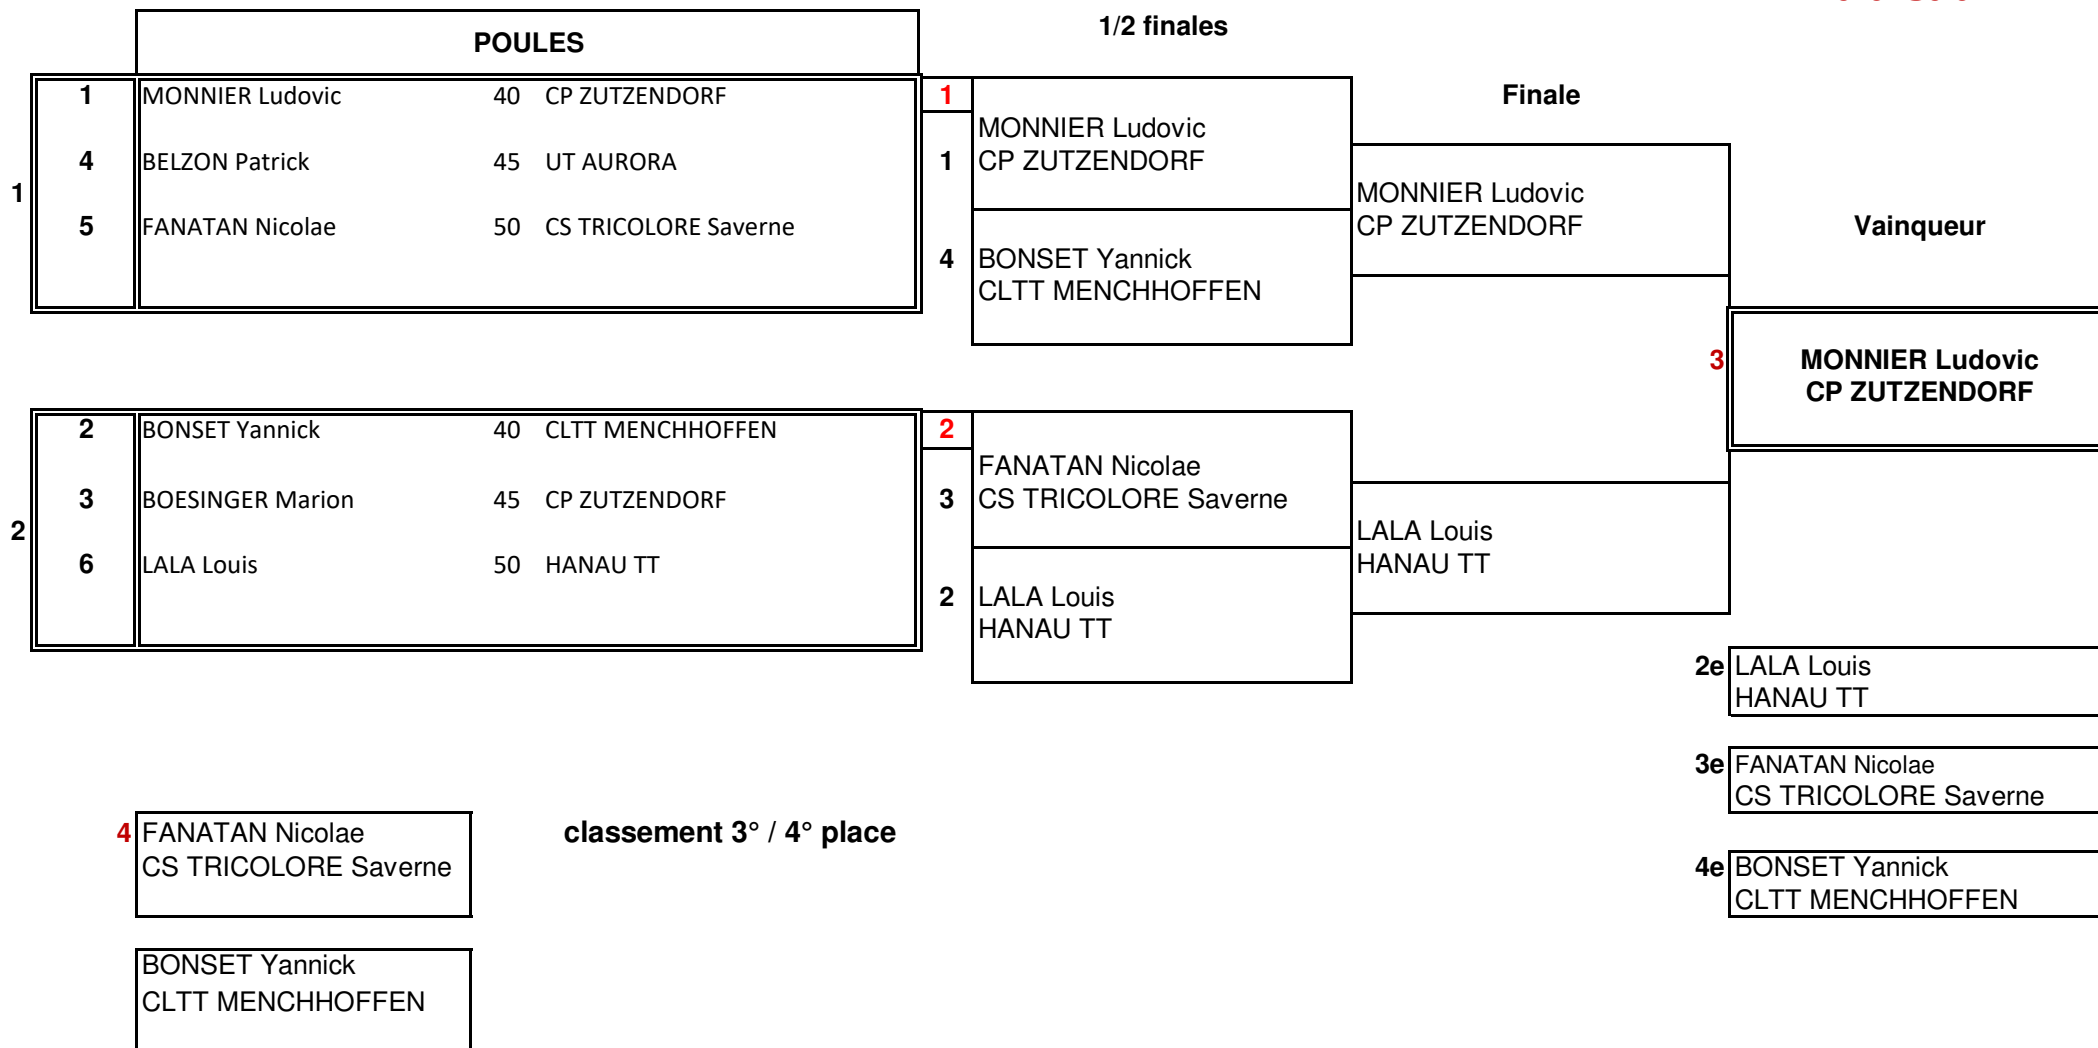 POULES
1/2 finales
1 MONNIER Ludovic 40 CP ZUTZENDORF
4 BELZON Patrick 45 UT AURORA
1
5 FANATAN Nicolae 50 CS TRICOLORE Saverne
1
MONNIER Ludovic
1 CP ZUTZENDORF
4 BONSET Yannick
CLTT MENCHHOFFEN
Finale
MONNIER Ludovic
CP ZUTZENDORF
Vainqueur
3 MONNIER Ludovic
CP ZUTZENDORF
2 BONSET Yannick 40 CLTT MENCHHOFFEN
3 BOESINGER Marion 45 CP ZUTZENDORF
2
6 LALA Louis 50 HANAU TT
2
FANATAN Nicolae
3 CS TRICOLORE Saverne
2 LALA Louis
HANAU TT
LALA Louis
HANAU TT
2e LALA Louis
HANAU TT
3e FANATAN Nicolae
CS TRICOLORE Saverne
4e BONSET Yannick
CLTT MENCHHOFFEN
4 FANATAN Nicolae
CS TRICOLORE Saverne
classement 3° / 4° place
BONSET Yannick
CLTT MENCHHOFFEN